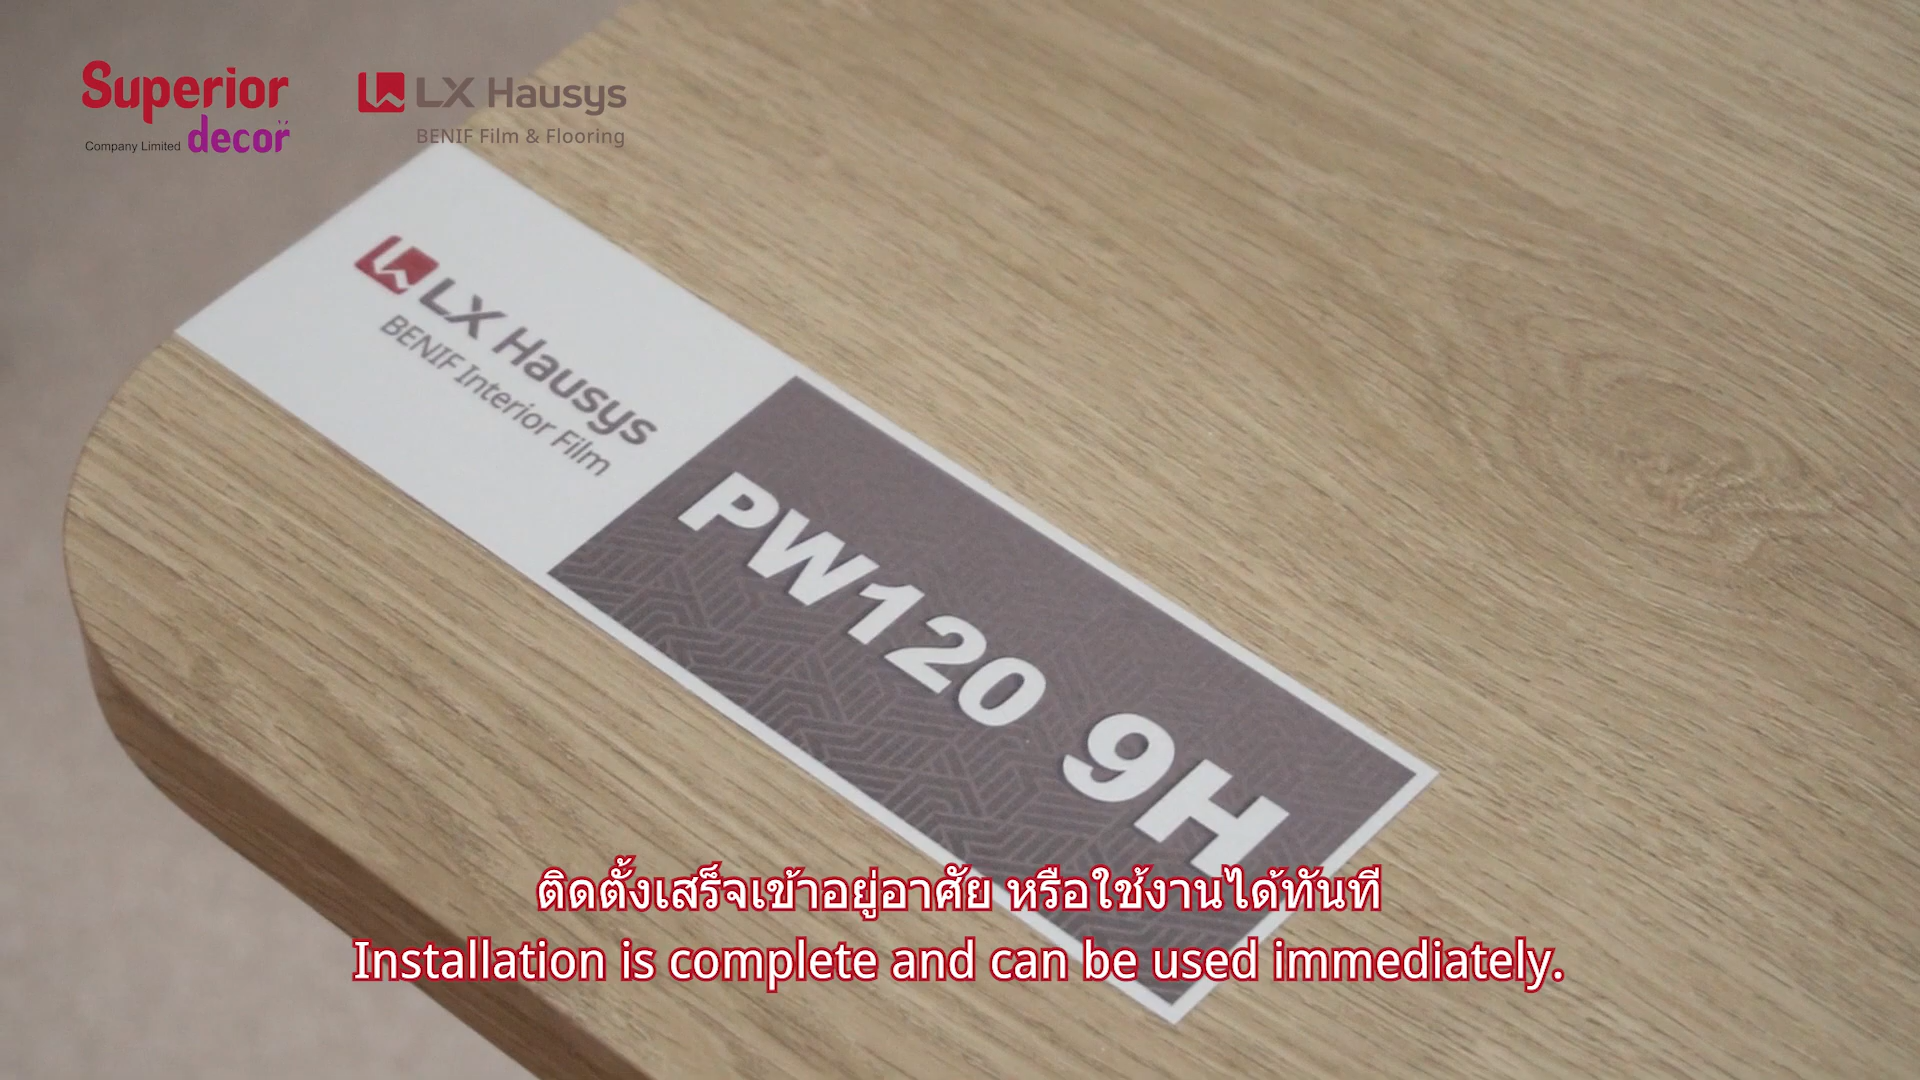 Superior
decor
Company Limited
LX Hausys
BENIF Film & Flooring
LX Hausys
BENIF Interior Film
PW120 9H
ติดตั้งเสร็จเข้าอยู่อาศัย หรือใช้งานได้ทันที
Installation is complete and can be used immediately.